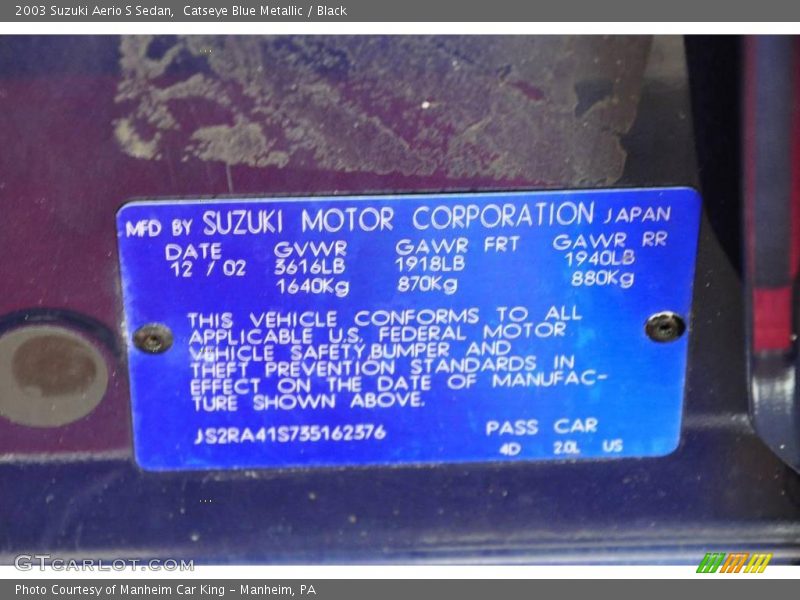 2003 Suzuki Aerio S Sedan,  Catseye Blue Metallic / Black
MFD BY SUZUKI MOTOR CORPORATION JAPAN
DATE GVWR GAWR FRT GAWR RR
12 / 02 3616LB 1918LB 1940LB
1640Kg 870Kg 880Kg
THIS VEHICLE CONFORMS TO ALL
APPLICABLE U.S. FEDERAL MOTOR
VEHICLE SAFETY,BUMPER AND
THEFT PREVENTION STANDARDS IN
EFFECT ON THE DATE OF MANUFAC-
TURE SHOWN ABOVE.
JS2RA41S735162376 PASS CAR
4D 2.0L US
GTCARLOT.COM
Photo Courtesy of Manheim Car King - Manheim, PA